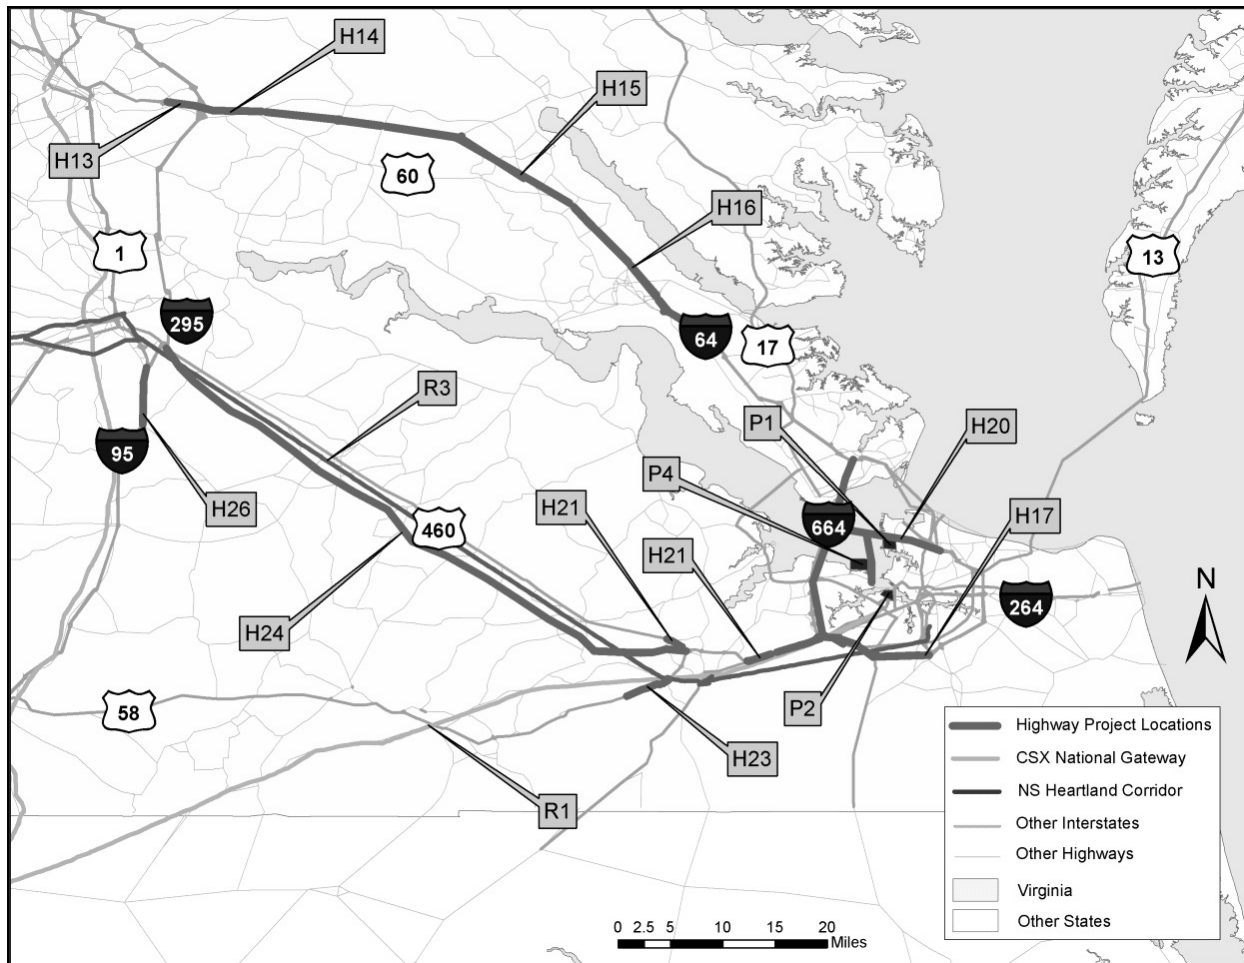 H14
H15
H13
60
H16
1
13
295
64
17
R3
P1
H20
95
P4
H26
H21
460
664
H17
H21
N
264
H24
58
P2
H23
R1
Highway Project Locations
CSX National Gateway
NS Heartland Corridor
Other Interstates
Other Highways
Virginia
Other States
0 2.5 5 10 15 20
Miles